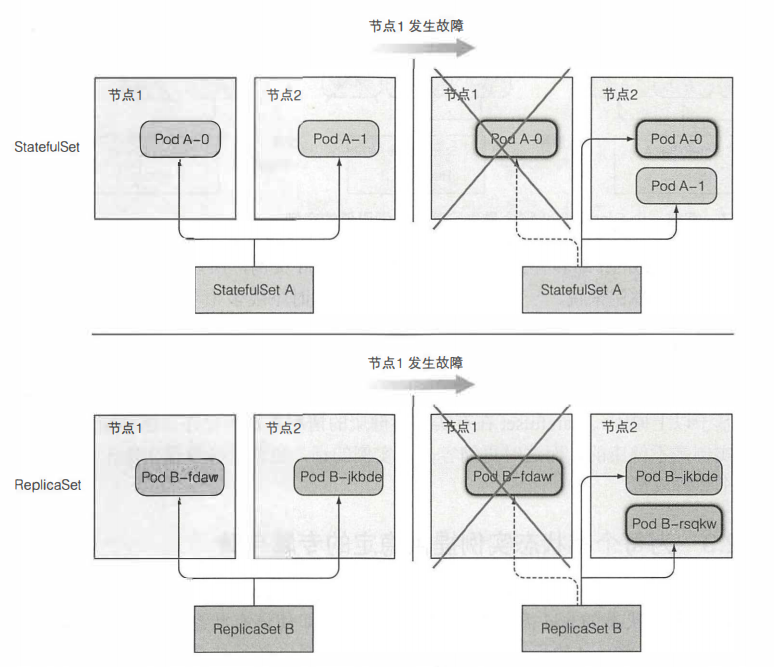 节点1 发生故障
节点1
节点2
节点1
节点2
StatefulSet
Pod A-0
Pod A-1
Pod A-0
Pod A-0
Pod A-1
StatefulSet A
StatefulSet A
节点1 发生故障
节点1
节点2
节点1
节点2
ReplicaSet
Pod B-fdawr
Pod B-jkbde
Pod B-fdawr
Pod B-jkbde
Pod B-rsqkw
ReplicaSet B
ReplicaSet B